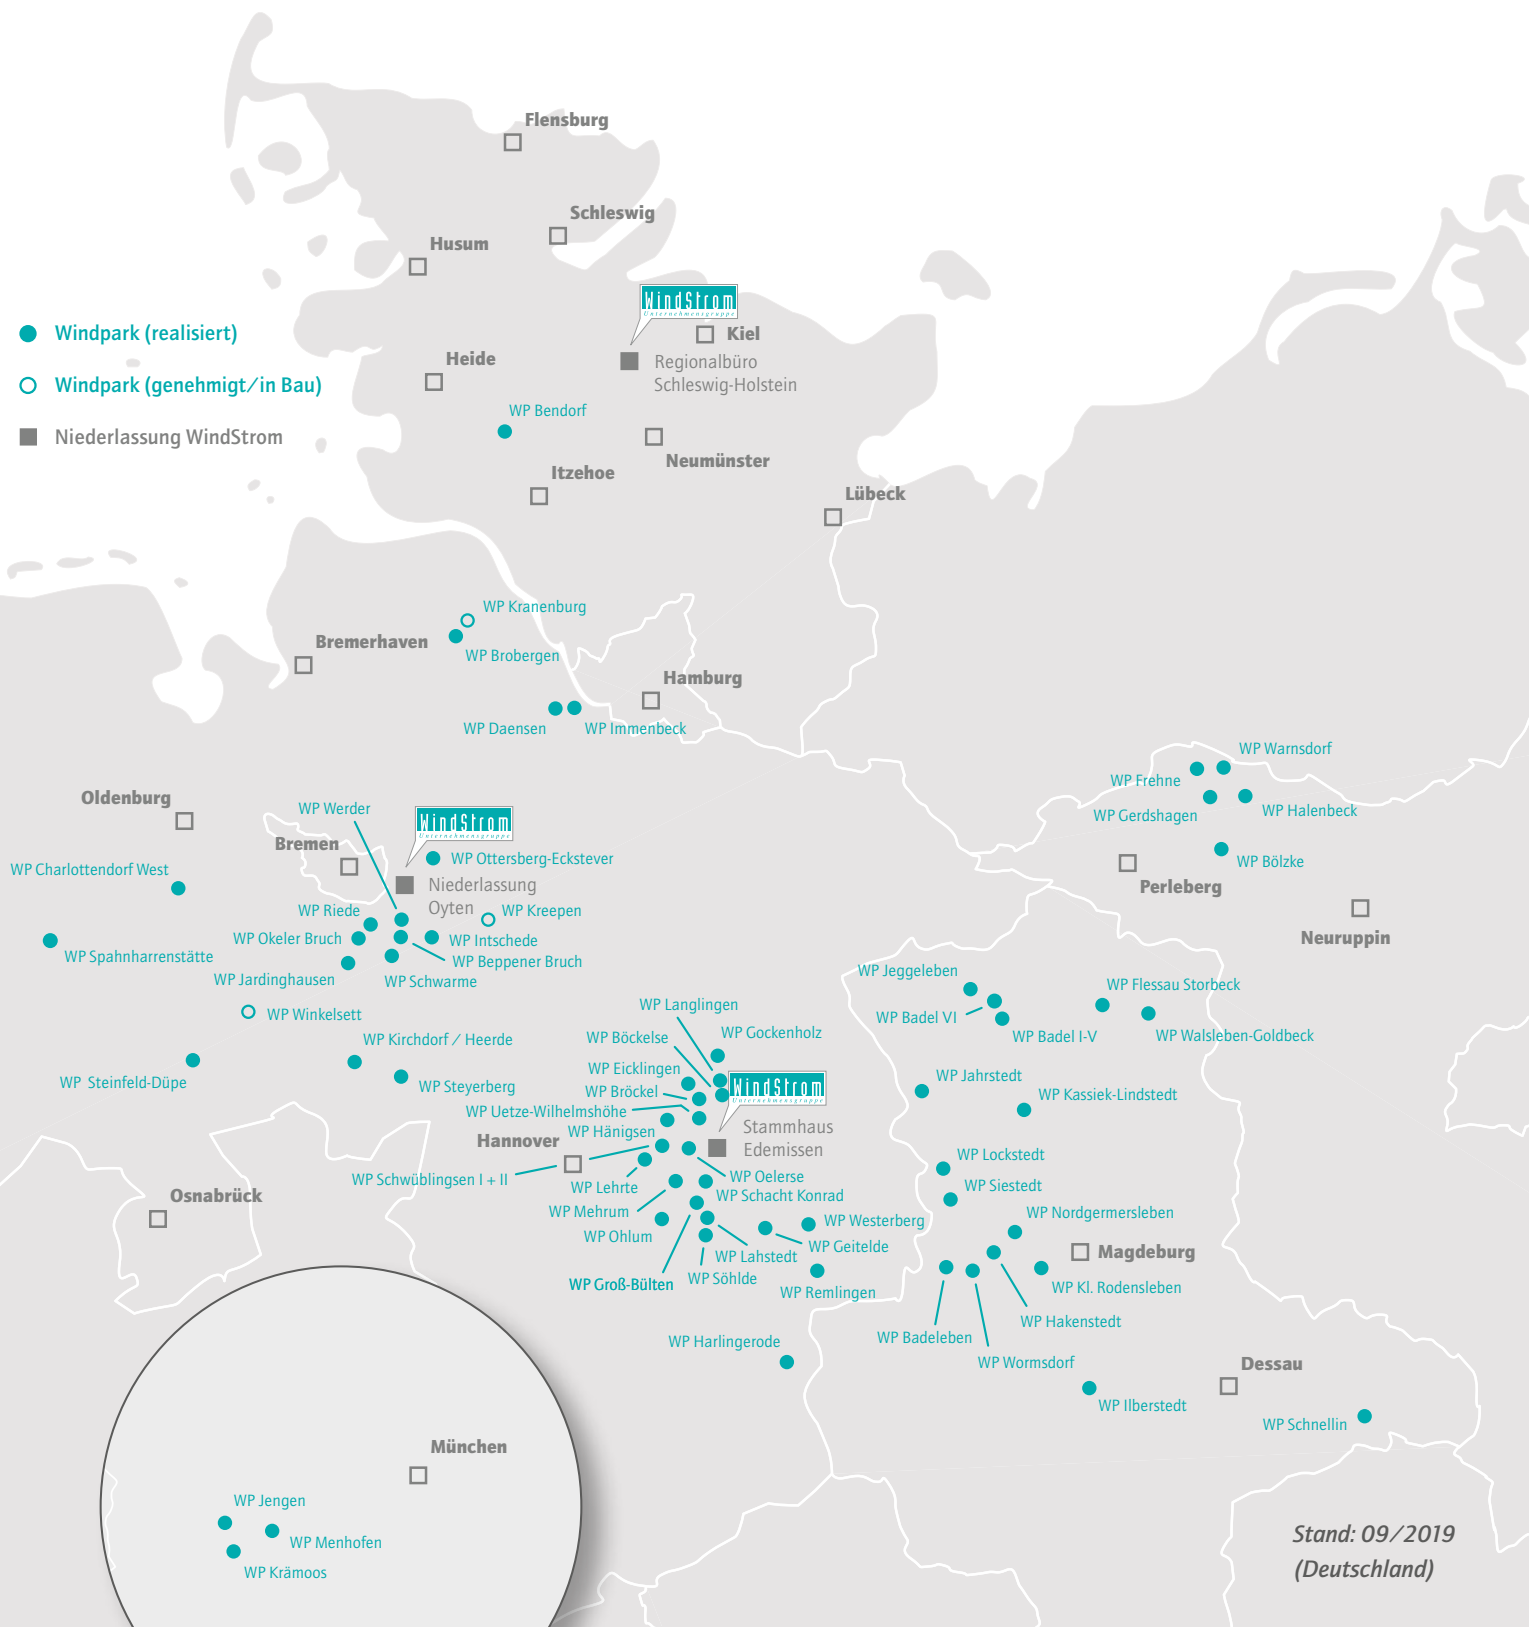 Flensburg
Schleswig
Husum
WindStrom
Unternehmensgruppe
Kiel
Windpark (realisiert)
Heide
Regionalbüro
Schleswig-Holstein
Windpark (genehmigt/in Bau)
WP Bendorf
Niederlassung WindStrom
Neumünster
Itzehoe
Lübeck
WP Kranenburg
Bremerhaven
WP Brobergen
Hamburg
WP Daensen
WP Immenbeck
WP Warnsdorf
WP Frehne
Oldenburg
WP Werder
WP Halenbeck
WP Gerdshagen
WindStrom
Unternehmensgruppe
Bremen
WP Ottersberg-Eckstever
WP Bölzke
WP Charlottendorf West
Niederlassung
Oyten
Perleberg
WP Riede
WP Kreepen
WP Okeler Bruch
WP Intschede
Neuruppin
WP Spahnharrenstätte
WP Beppener Bruch
WP Jardinghausen
WP Schwarme
WP Jeggeleben
WP Flessau Storbeck
WP Langlingen
WP Winkelsett
WP Badel VI
WP Gockenholz
WP Badel I-V
WP Walsleben-Goldbeck
WP Kirchdorf / Heerde
WP Böckelse
WP Eicklingen
WP Steinfeld-Düpe
WP Steyerberg
WP Bröckel
WindStrom
Unternehmensgruppe
WP Jahrstedt
WP Kassiek-Lindstedt
WP Uetze-Wilhelmshöhe
Stammhaus
Edemissen
WP Hänigsen
Hannover
WP Lockstedt
WP Schwüblingsen I + II
WP Oelerse
WP Lehrte
WP Siestedt
Osnabrück
WP Schacht Konrad
WP Mehrum
WP Nordgermersleben
WP Westerberg
WP Ohlum
WP Geitelde
WP Lahstedt
Magdeburg
WP Groß-Bülten
WP Söhlde
WP Remlingen
WP Kl. Rodensleben
WP Hakenstedt
WP Harlingerode
WP Badeleben
WP Wormsdorf
Dessau
WP Ilberstedt
WP Schnellin
München
WP Jengen
WP Menhofen
WP Krämoos
Stand: 09/2019
(Deutschland)